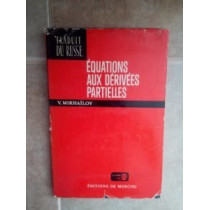 TRADUIT
DU RUSSE
ÉQUATIONS
AUX DÉRIVÉES
PARTIELLES
V. MIKHAÏLOV
ÉDITIONS DE MOSCOU